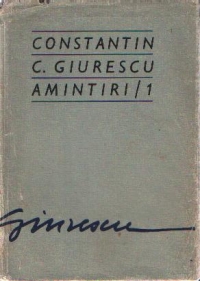 CONSTANTIN
C. GIURESCU
AMINTIRI/1
Giurescu